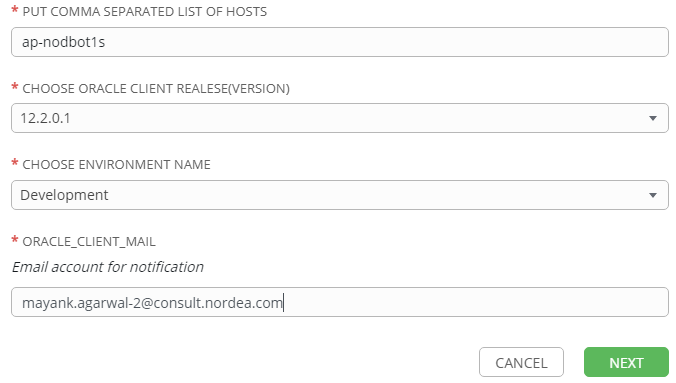 * PUT COMMA SEPARATED LIST OF HOSTS
ap-nodbot1s
* CHOOSE ORACLE CLIENT REALESE(VERSION)
12.2.0.1
* CHOOSE ENVIRONMENT NAME
Development
* ORACLE_CLIENT_MAIL
Email account for notification
mayank.agarwal-2@consult.nordea.com
CANCEL NEXT